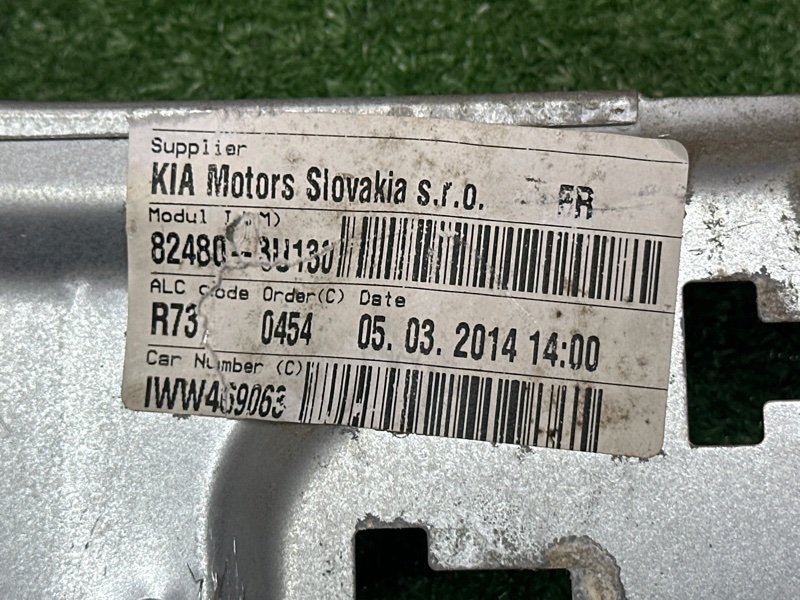 Supplier
KIA Motors Slovakia s.r.o. FR
Modul
82480--3U130
ALC code Order(C) Date
R73 0454 05. 03. 2014 14:00
Car Number (C)
IWW469063